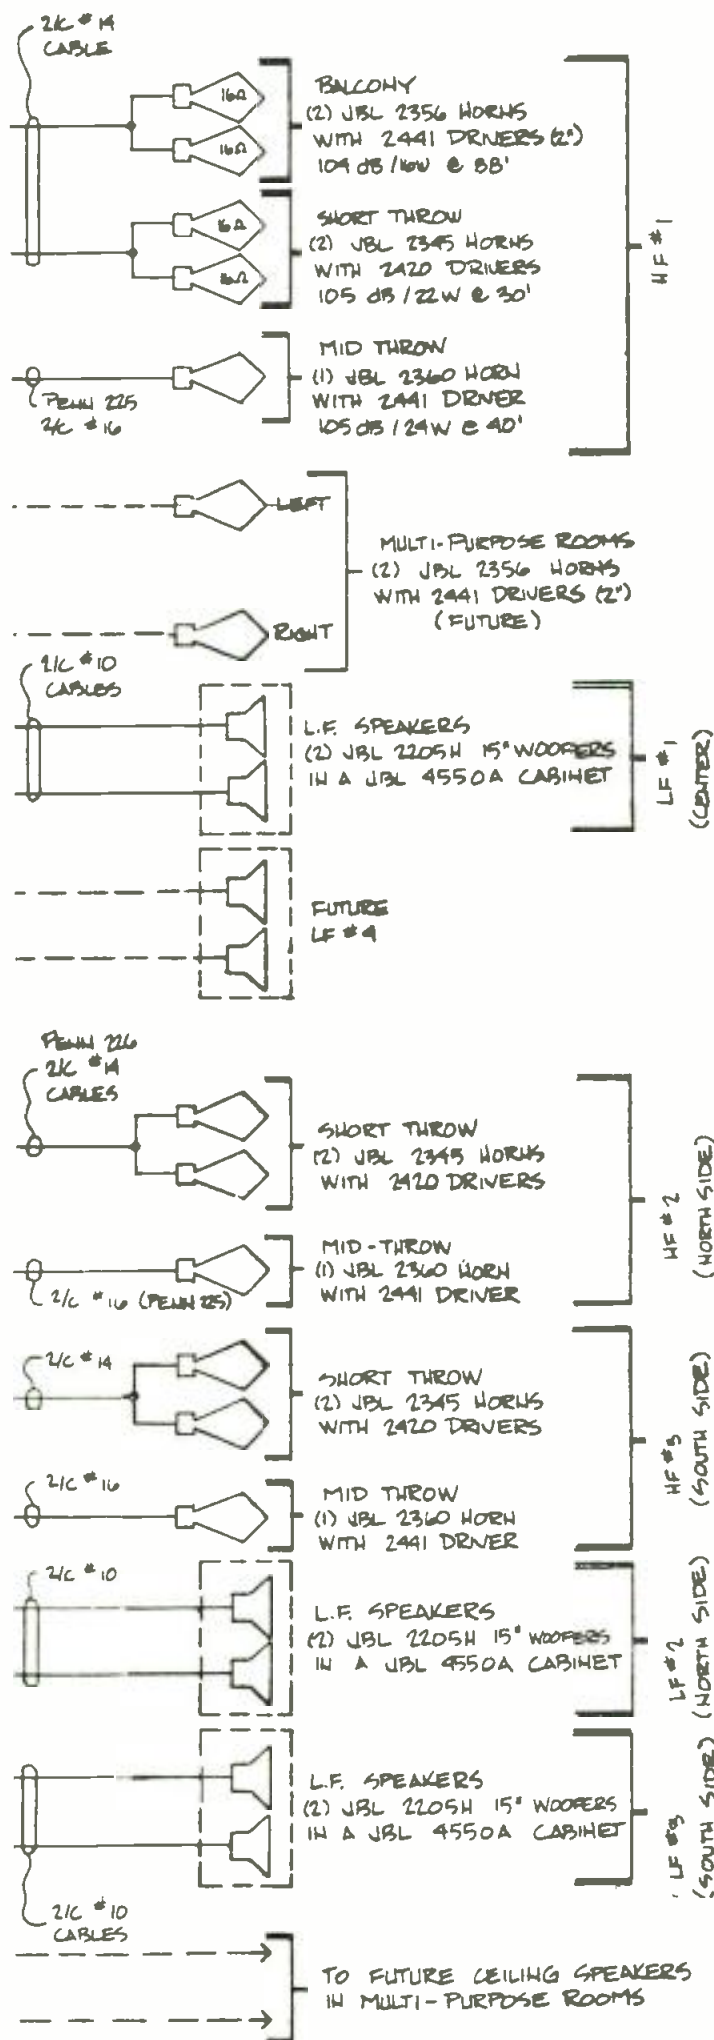 2/C #14
CABLE
16Ω
16Ω
BALCONY
(2) JBL 2356 HORNS
WITH 2441 DRIVERS (2")
104 dB/16W @ 88'
16Ω
16Ω
SHORT THROW
(2) JBL 2345 HORNS
WITH 2420 DRIVERS
105 dB/22W @ 30'
HF #1
MID THROW
(1) JBL 2360 HORN
WITH 2441 DRIVER
105 dB/24W @ 40'
PENN 225
2/C #16
LEFT
RIGHT
MULTI-PURPOSE ROOMS
(2) JBL 2356 HORNS
WITH 2441 DRIVERS (2")
(FUTURE)
2/C #10
CABLES
L.F. SPEAKERS
(2) JBL 2205H 15" WOOFERS
IN A JBL 4550A CABINET
LF #1
(CENTER)
FUTURE
LF #4
PENN 226
2/C #14
CABLES
SHORT THROW
(2) JBL 2345 HORNS
WITH 2420 DRIVERS
HF #2
(NORTH SIDE)
MID-THROW
(1) JBL 2360 HORN
WITH 2441 DRIVER
2/C #16 (PENN 225)
2/C #14
SHORT THROW
(2) JBL 2345 HORNS
WITH 2420 DRIVERS
HF #3
(SOUTH SIDE)
2/C #16
MID THROW
(1) JBL 2360 HORN
WITH 2441 DRIVER
2/C #10
L.F. SPEAKERS
(2) JBL 2205H 15" WOOFERS
IN A JBL 4550A CABINET
LF #2
(NORTH SIDE)
L.F. SPEAKERS
(2) JBL 2205H 15" WOOFERS
IN A JBL 4550A CABINET
LF #3
(SOUTH SIDE)
2/C #10
CABLES
TO FUTURE CEILING SPEAKERS
IN MULTI-PURPOSE ROOMS